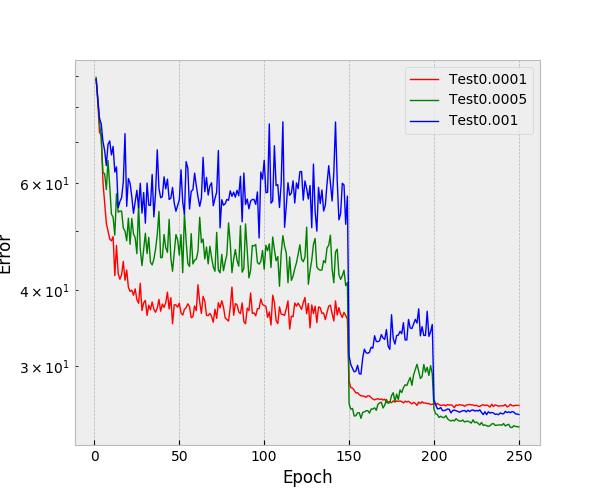 Test0.0001
Test0.0005
Test0.001
6 × 10¹
4 × 10¹
3 × 10¹
Error
0 50 100 150 200 250
Epoch